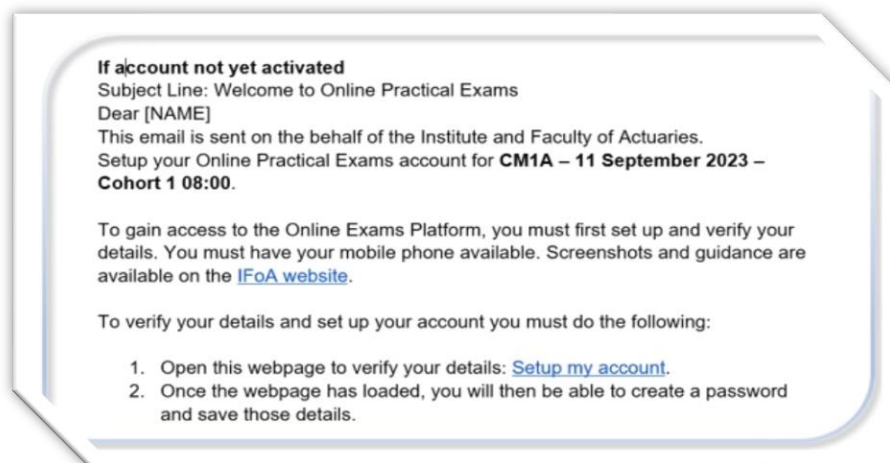 If account not yet activated
Subject Line: Welcome to Online Practical Exams
Dear [NAME]
This email is sent on the behalf of the Institute and Faculty of Actuaries.
Setup your Online Practical Exams account for CM1A – 11 September 2023 –
Cohort 1 08:00.
To gain access to the Online Exams Platform, you must first set up and verify your
details. You must have your mobile phone available. Screenshots and guidance are
available on the IFoA website.
To verify your details and set up your account you must do the following:
1. Open this webpage to verify your details: Setup my account.
2. Once the webpage has loaded, you will then be able to create a password
and save those details.